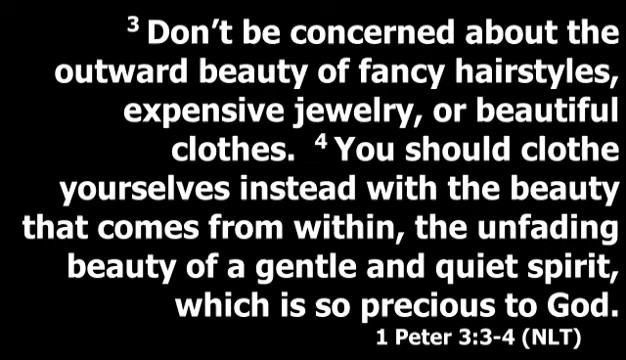 ³ Don’t be concerned about the
outward beauty of fancy hairstyles,
expensive jewelry, or beautiful
clothes. ⁴ You should clothe
yourselves instead with the beauty
that comes from within, the unfading
beauty of a gentle and quiet spirit,
which is so precious to God.
1 Peter 3:3-4 (NLT)